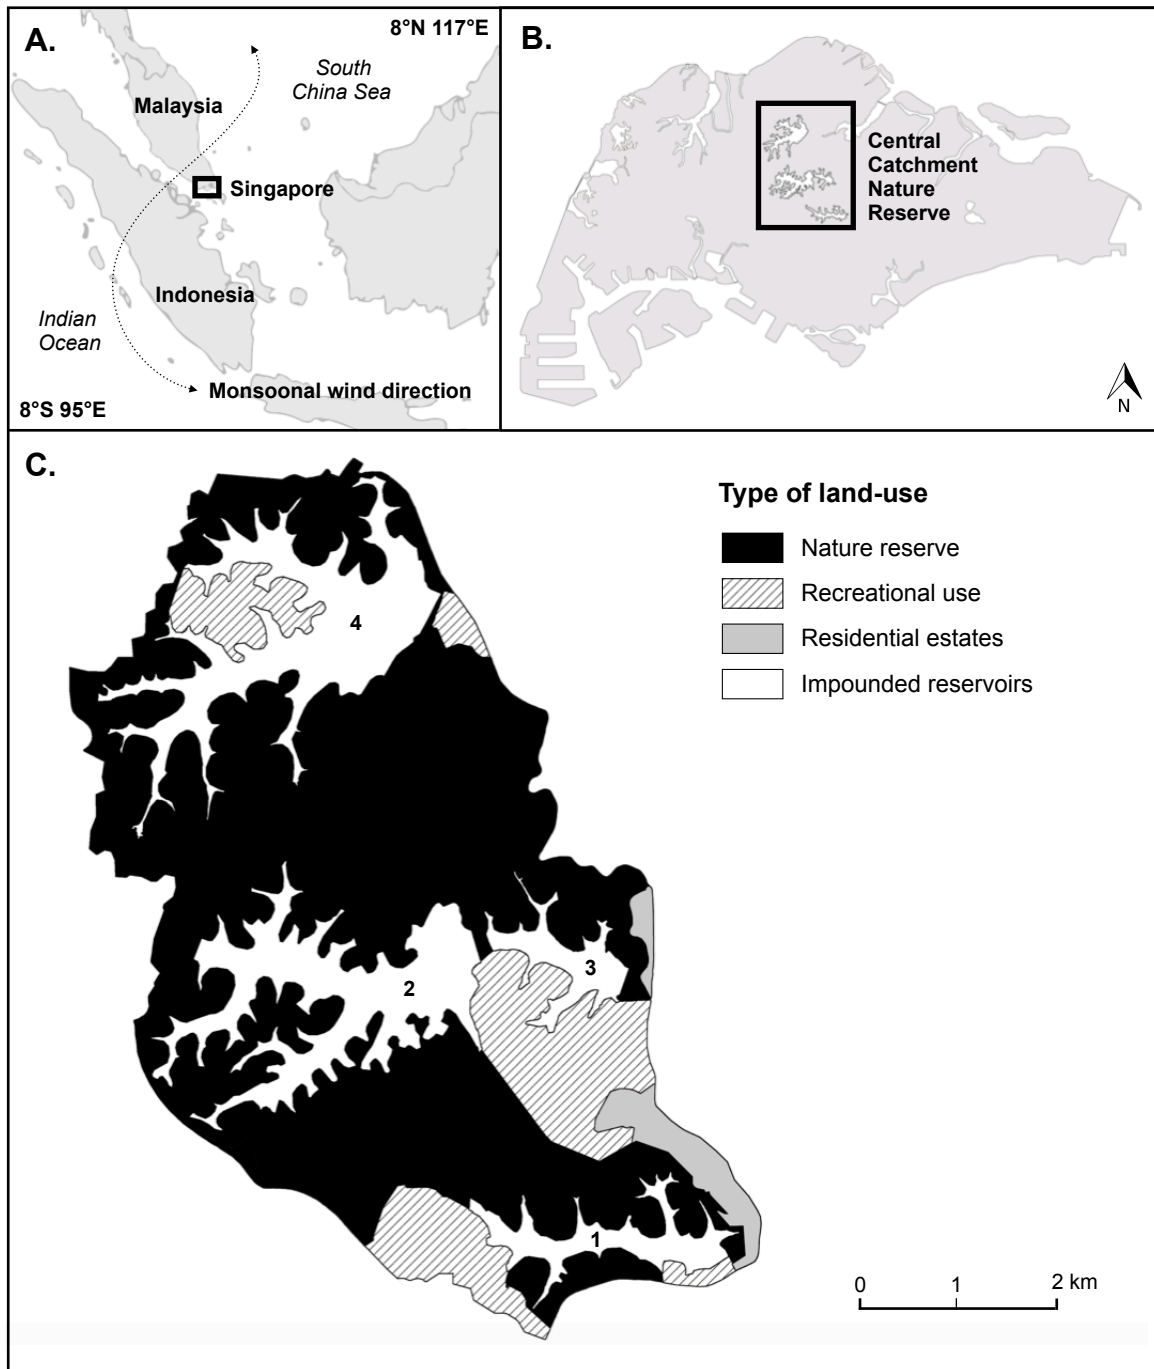 A.
8°N 117°E
South
China Sea
Malaysia
Singapore
Indonesia
Indian
Ocean
Monsoonal wind direction
8°S 95°E
B.
Central
Catchment
Nature
Reserve
N
C.
Type of land-use
Nature reserve
Recreational use
Residential estates
Impounded reservoirs
4
3
2
1
0 1 2 km